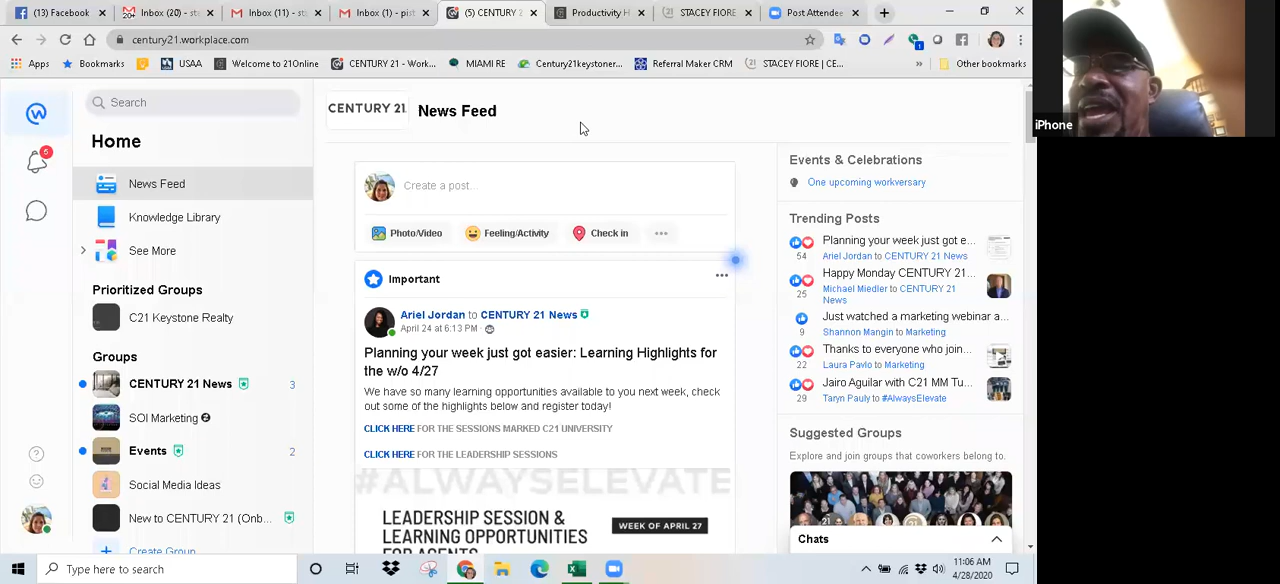 (13) Facebook
Inbox (20) - st
Inbox (11) - st
Inbox (1) - pist
(5) CENTURY
Productivity H
STACEY FIORE
Post Attendee
century21.workplace.com
Apps
Bookmarks
USAA
Welcome to 21Online
CENTURY 21 - Work...
MIAMI RE
Century21keystoner...
Referral Maker CRM
STACEY FIORE | CE...
Other bookmarks
iPhone
Search
Home
News Feed
Knowledge Library
See More
Prioritized Groups
C21 Keystone Realty
Groups
CENTURY 21 News 3
SOI Marketing
Events 2
Social Media Ideas
New to CENTURY 21 (Onb...
Create Group
CENTURY 21. News Feed
Create a post...
Photo/Video
Feeling/Activity
Check in
Important
Ariel Jordan to CENTURY 21 News
April 24 at 6:13 PM
Planning your week just got easier: Learning Highlights for
the w/o 4/27
We have so many learning opportunities available to you next week, check
out some of the highlights below and register today!
CLICK HERE FOR THE SESSIONS MARKED C21 UNIVERSITY
CLICK HERE FOR THE LEADERSHIP SESSIONS
#ALWAYSELEVATE
LEADERSHIP SESSION &
LEARNING OPPORTUNITIES
FOR AGENTS
WEEK OF APRIL 27
Events & Celebrations
One upcoming workversary
Trending Posts
Planning your week just got e...
54 Ariel Jordan to CENTURY 21 News
Happy Monday CENTURY 21...
25 Michael Miedler to CENTURY 21
News
Just watched a marketing webinar a...
9 Shannon Mangin to Marketing
Thanks to everyone who join...
22 Laura Pavlo to Marketing
Jairo Aguilar with C21 MM Tu...
29 Taryn Pauly to #AlwaysElevate
Suggested Groups
Explore and join groups that coworkers belong to.
Chats
Type here to search
11:06 AM
4/28/2020